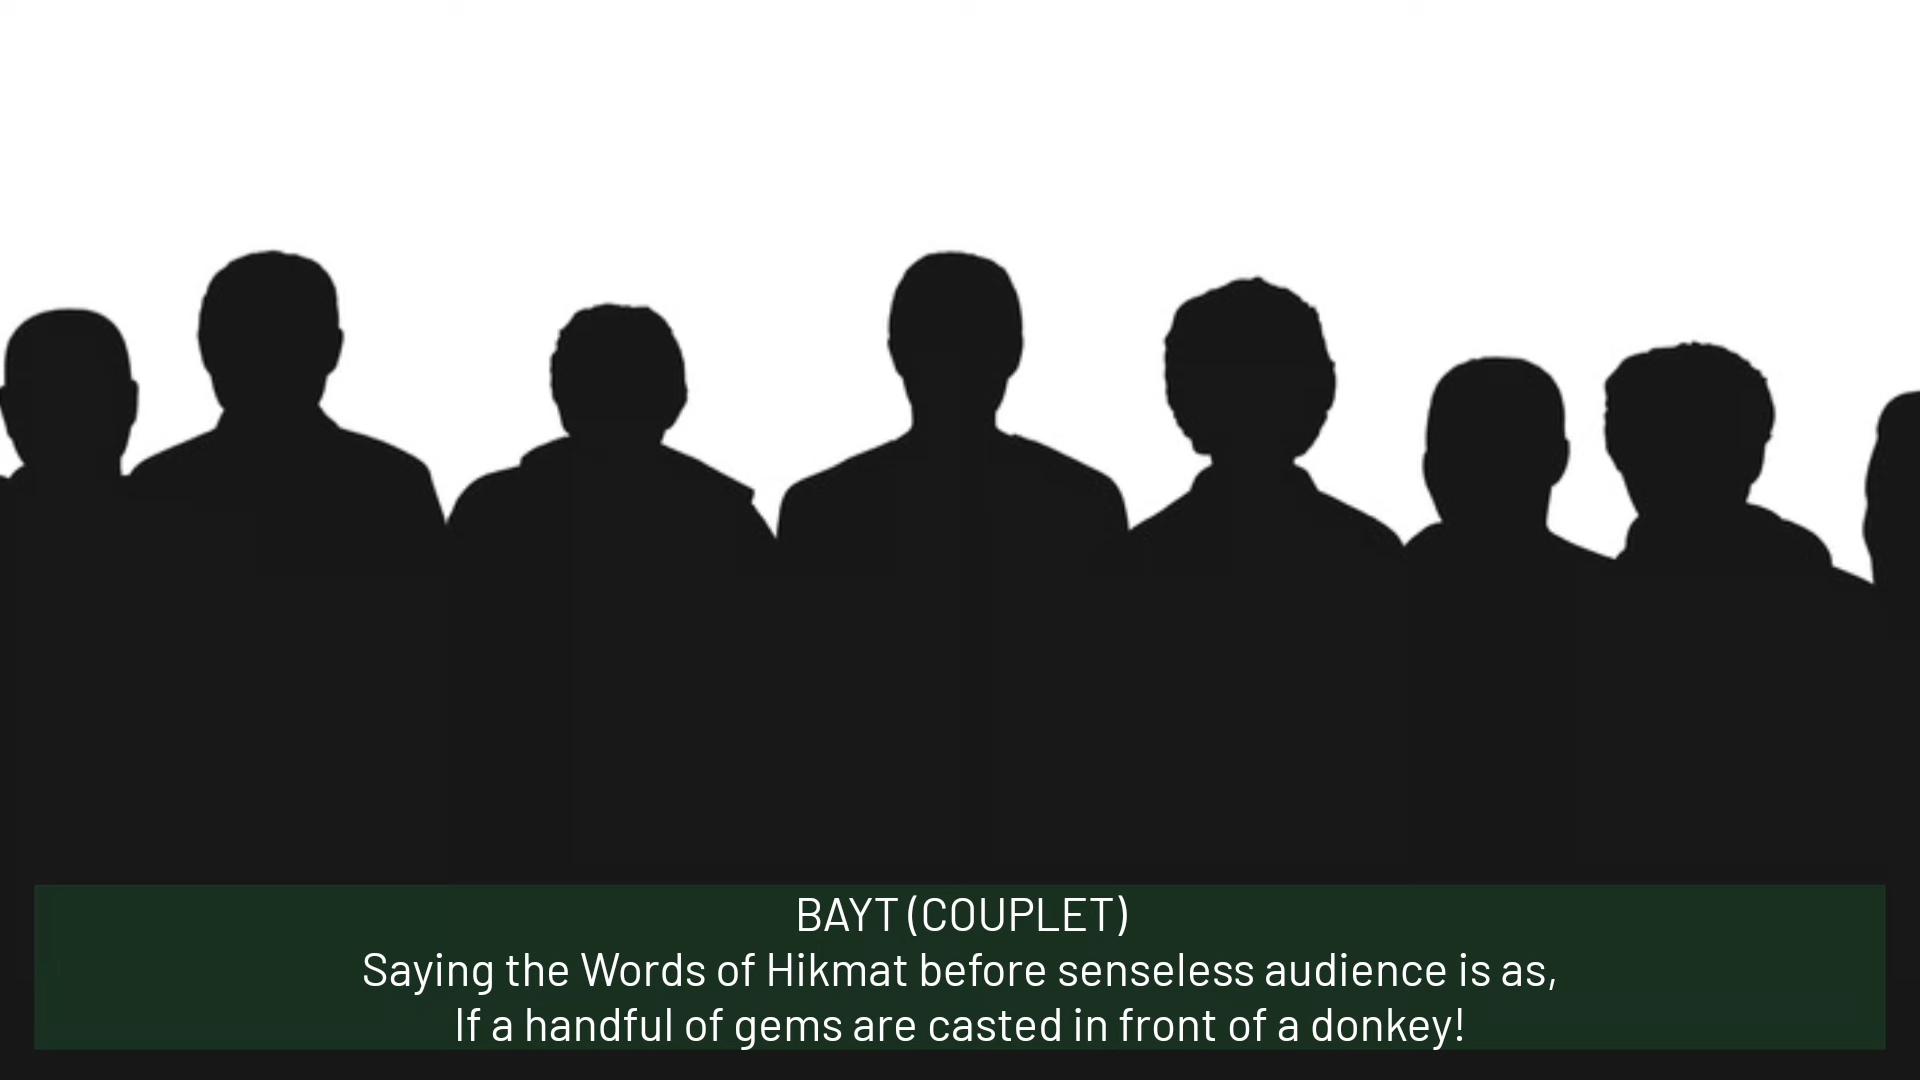 BAYT (COUPLET)
Saying the Words of Hikmat before senseless audience is as,
If a handful of gems are casted in front of a donkey!